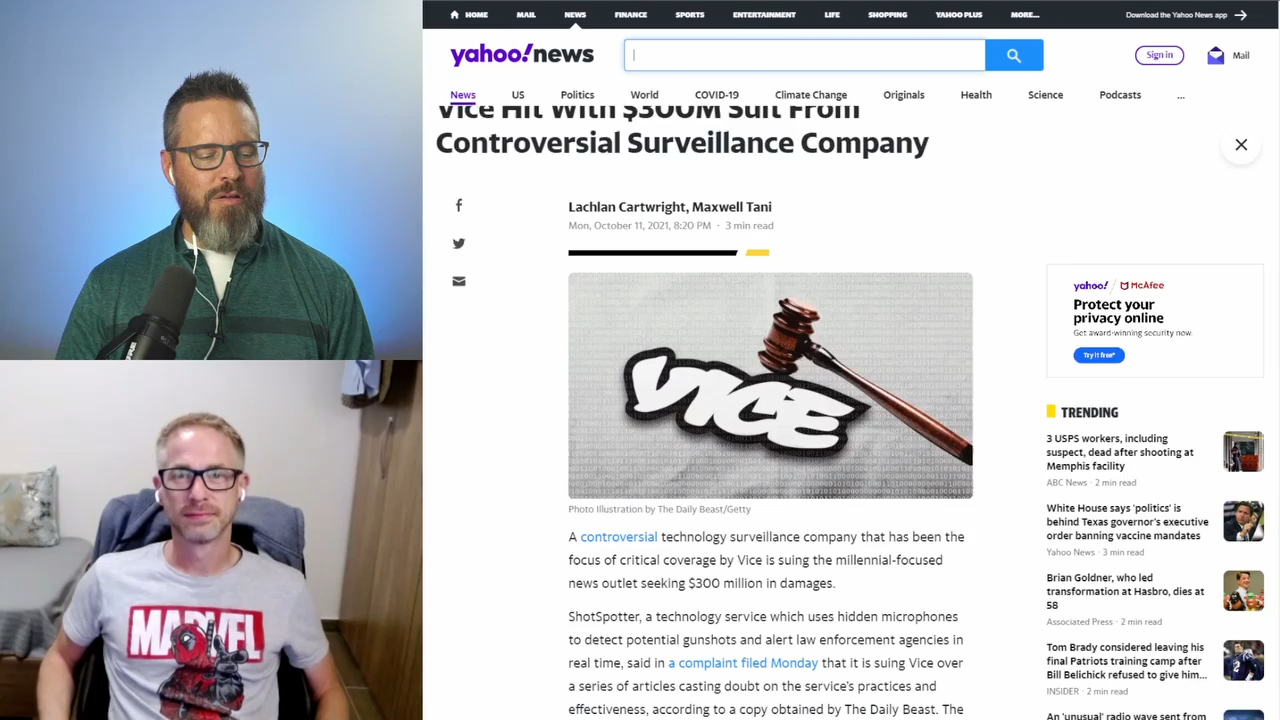 HOME MAIL NEWS FINANCE SPORTS ENTERTAINMENT LIFE SHOPPING YAHOO PLUS MORE... Download the Yahoo News app
yahoo!news
Sign in
Mail
News US Politics World COVID-19 Climate Change Originals Health Science Podcasts ...
Vice Hit With $300M Suit From
Controversial Surveillance Company
Lachlan Cartwright, Maxwell Tani
Mon, October 11, 2021, 8:20 PM · 3 min read
VICE
Photo Illustration by The Daily Beast/Getty
A controversial technology surveillance company that has been the
focus of critical coverage by Vice is suing the millennial-focused
news outlet seeking $300 million in damages.
ShotSpotter, a technology service which uses hidden microphones
to detect potential gunshots and alert law enforcement agencies in
real time, said in a complaint filed Monday that it is suing Vice over
a series of articles casting doubt on the service's practices and
effectiveness, according to a copy obtained by The Daily Beast. The
yahoo! / McAfee
Protect your
privacy online
Get award-winning security now.
Try it free*
TRENDING
3 USPS workers, including
suspect, dead after shooting at
Memphis facility
ABC News · 2 min read
White House says 'politics' is
behind Texas governor's executive
order banning vaccine mandates
Yahoo News · 3 min read
Brian Goldner, who led
transformation at Hasbro, dies at
58
Associated Press · 2 min read
Tom Brady considered leaving his
final Patriots training camp after
Bill Belichick refused to give him...
INSIDER · 2 min read
An 'unusual' radio wave sent from
MARVEL